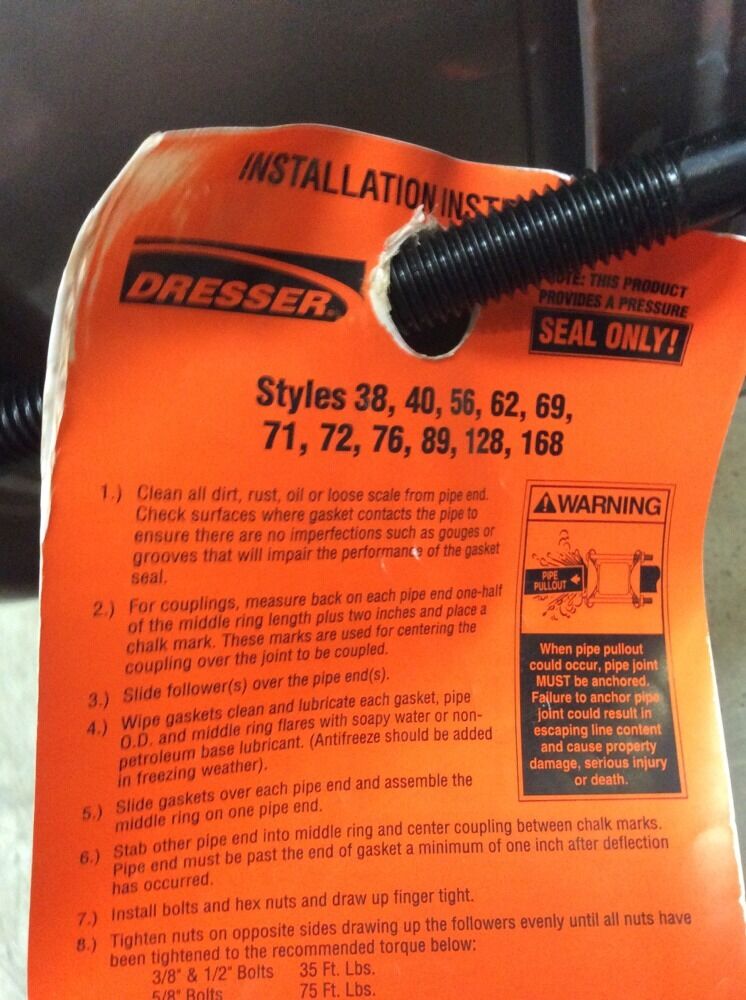 INSTALLATION
DRESSER®
NOTE: THIS PRODUCT
PROVIDES A PRESSURE
SEAL ONLY!
Styles 38, 40, 56, 62, 69,
71, 72, 76, 89, 128, 168
1.) Clean all dirt, rust, oil or loose scale from pipe end.
Check surfaces where gasket contacts the pipe to
ensure there are no imperfections such as gouges or
grooves that will impair the performance of the gasket
seal.
2.) For couplings, measure back on each pipe end one-half
of the middle ring length plus two inches and place a
chalk mark. These marks are used for centering the
coupling over the joint to be coupled.
3.) Slide follower(s) over the pipe end(s).
4.) Wipe gaskets clean and lubricate each gasket, pipe
O.D. and middle ring flares with soapy water or non-
petroleum base lubricant. (Antifreeze should be added
in freezing weather).
5.) Slide gaskets over each pipe end and assemble the
middle ring on one pipe end.
WARNING
PIPE
PULLOUT
When pipe pullout
could occur, pipe joint
MUST be anchored.
Failure to anchor pipe
joint could result in
escaping line content
and cause property
damage, serious injury
or death.
6.) Stab other pipe end into middle ring and center coupling between chalk marks.
Pipe end must be past the end of gasket a minimum of one inch after deflection
has occurred.
7.) Install bolts and hex nuts and draw up finger tight.
8.) Tighten nuts on opposite sides drawing up the followers evenly until all nuts have
been tightened to the recommended torque below:
3/8" & 1/2" Bolts 35 Ft. Lbs.
5/8" Bolts 75 Ft. Lbs.